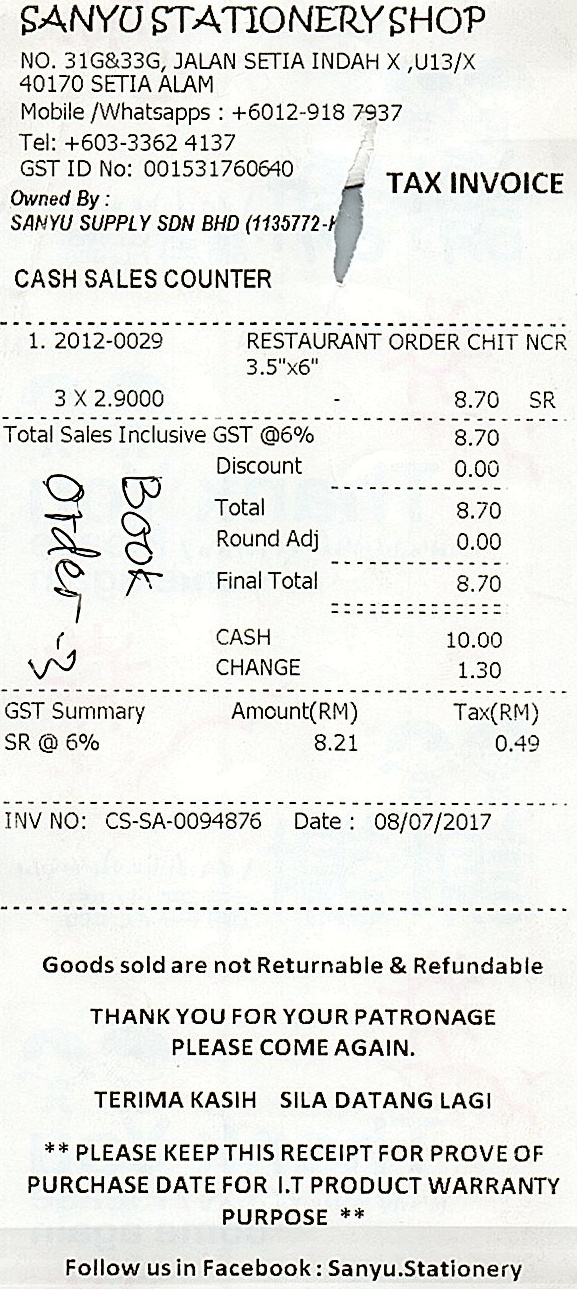 SANYU STATIONERY SHOP
NO. 31G&33G, JALAN SETIA INDAH X ,U13/X
40170 SETIA ALAM
Mobile /Whatsapps : +6012-918 7937
Tel: +603-3362 4137
GST ID No: 001531760640
TAX INVOICE
Owned By :
SANYU SUPPLY SDN BHD (1135772-
CASH SALES COUNTER
1. 2012-0029 RESTAURANT ORDER CHIT NCR
3.5"x6"
3 X 2.9000 - 8.70 SR
Total Sales Inclusive GST @6% 8.70
Discount 0.00
Total 8.70
Round Adj 0.00
Final Total 8.70
CASH 10.00
CHANGE 1.30
Book
order -3
GST Summary Amount(RM) Tax(RM)
SR @ 6% 8.21 0.49
INV NO: CS-SA-0094876 Date : 08/07/2017
Goods sold are not Returnable & Refundable
THANK YOU FOR YOUR PATRONAGE
PLEASE COME AGAIN.
TERIMA KASIH SILA DATANG LAGI
** PLEASE KEEP THIS RECEIPT FOR PROVE OF
PURCHASE DATE FOR I.T PRODUCT WARRANTY
PURPOSE **
Follow us in Facebook : Sanyu.Stationery